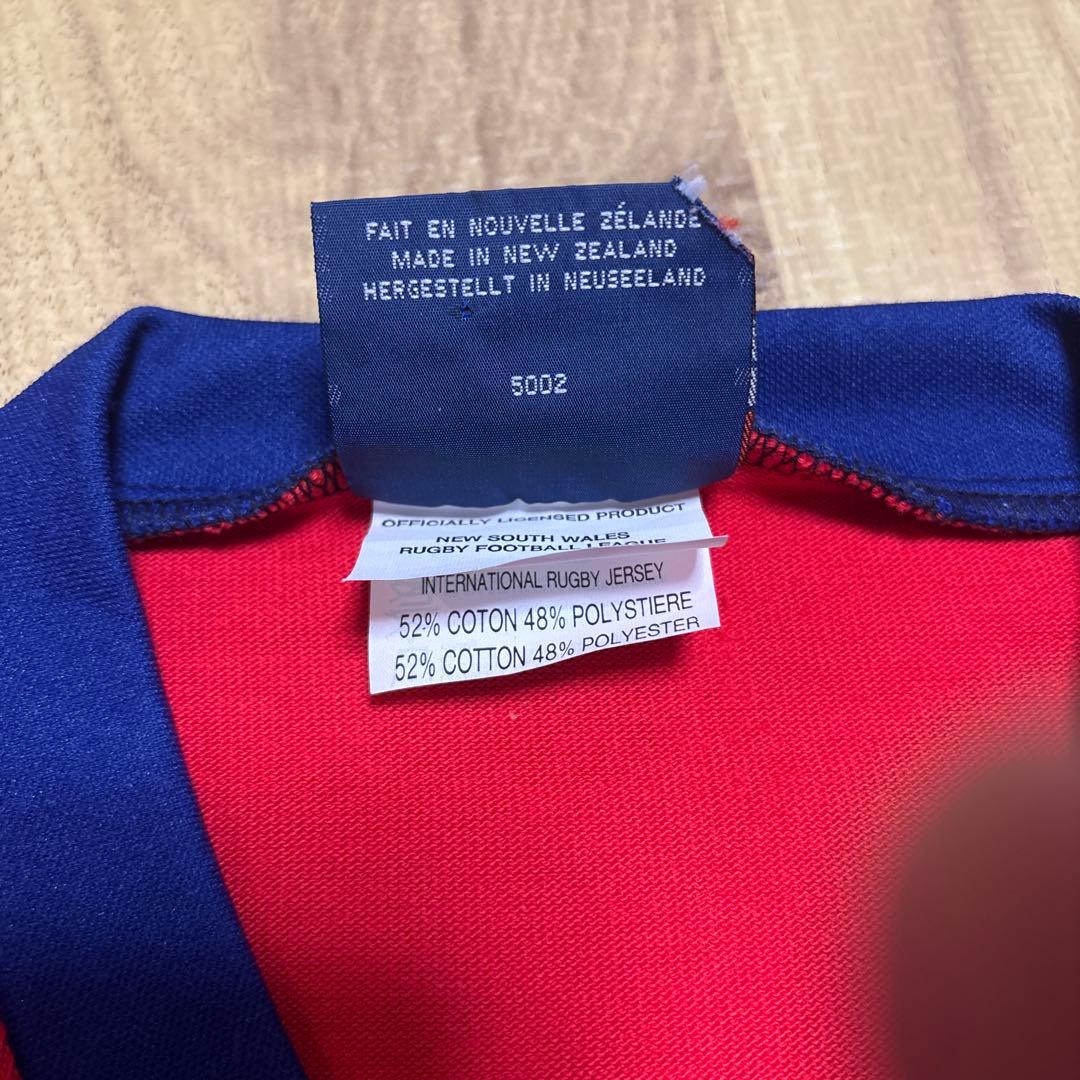 FAIT EN NOUVELLE ZÉLANDE
MADE IN NEW ZEALAND
HERGESTELLT IN NEUSEELAND
5002
OFFICIALLY LICENSED PRODUCT
NEW SOUTH WALES
RUGBY FOOTBALL LEAGUE
INTERNATIONAL RUGBY JERSEY
52% COTON 48% POLYSTIERE
52% COTTON 48% POLYESTER